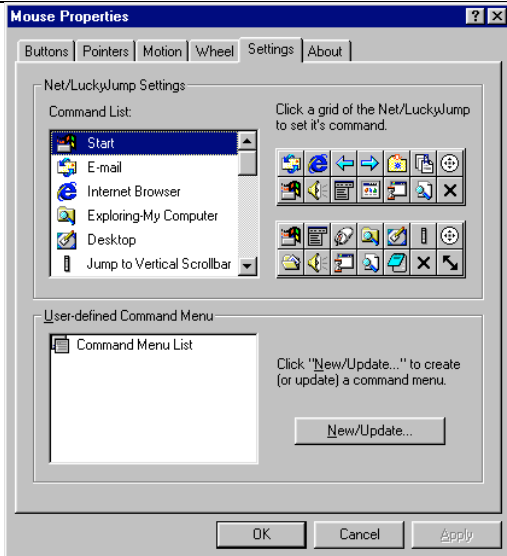 Mouse Properties
Buttons Pointers Motion Wheel Settings About
Net/LuckyJump Settings
Command List:
Start
E-mail
Internet Browser
Exploring-My Computer
Desktop
Jump to Vertical Scrollbar
Click a grid of the Net/LuckyJump
to set it's command.
User-defined Command Menu
Command Menu List
Click "New/Update..." to create
(or update) a command menu.
New/Update...
OK Cancel Apply